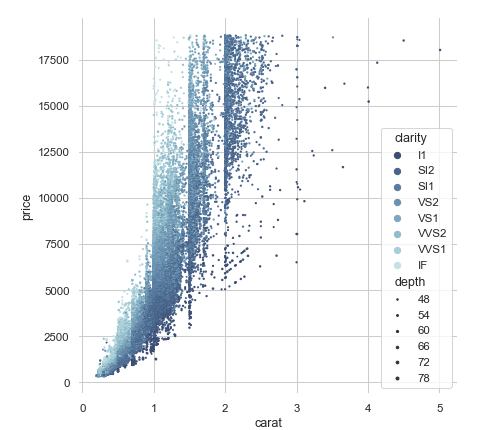 17500
15000
12500
10000
7500
5000
2500
0
price
0 1 2 3 4 5
carat
clarity
I1
SI2
SI1
VS2
VS1
VVS2
VVS1
IF
depth
48
54
60
66
72
78